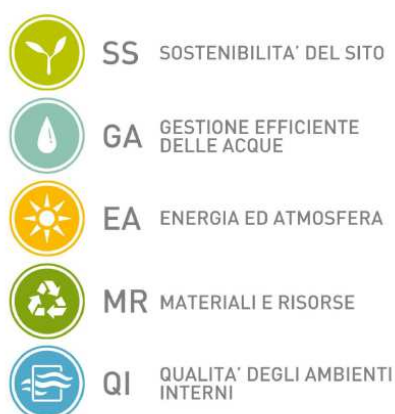 SS SOSTENIBILITA' DEL SITO
GA GESTIONE EFFICIENTE
DELLE ACQUE
EA ENERGIA ED ATMOSFERA
MR MATERIALI E RISORSE
QI QUALITA' DEGLI AMBIENTI
INTERNI